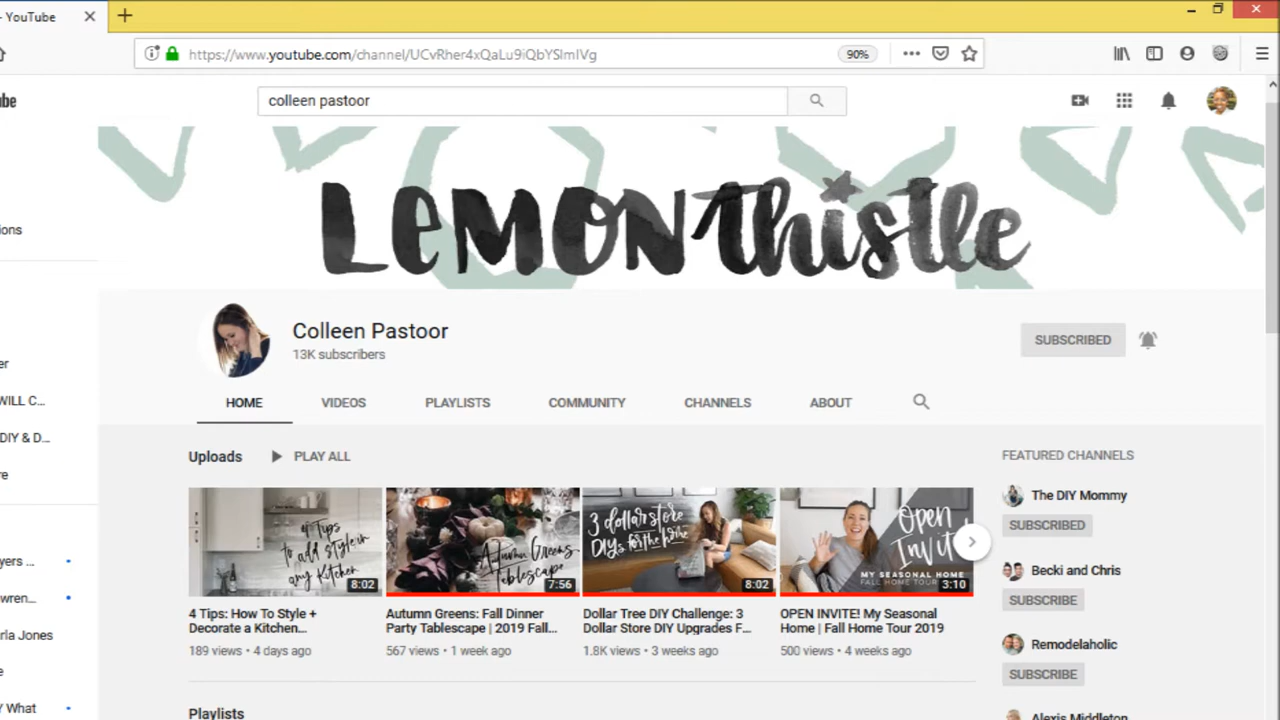 - YouTube
https://www.youtube.com/channel/UCvRher4xQaLu9iQbYSlmIVg
90%
be
colleen pastoor
LEMON thistle
ions
Colleen Pastoor
13K subscribers
SUBSCRIBED
er
HOME VIDEOS PLAYLISTS COMMUNITY CHANNELS ABOUT
WILL C...
DIY & D...
Uploads PLAY ALL
FEATURED CHANNELS
re
4 Tips
to add style in
any kitchen
8:02
Autumn Greens
Tablescape
7:56
3 dollar store
DIYs for the home
8:02
Open
Invite
MY SEASONAL HOME
FALL HOME TOUR 2019
3:10
4 Tips: How To Style +
Decorate a Kitchen...
189 views • 4 days ago
Autumn Greens: Fall Dinner
Party Tablescape | 2019 Fall...
567 views • 1 week ago
Dollar Tree DIY Challenge: 3
Dollar Store DIY Upgrades F...
1.8K views • 3 weeks ago
OPEN INVITE! My Seasonal
Home | Fall Home Tour 2019
500 views • 4 weeks ago
The DIY Mommy
SUBSCRIBED
Becki and Chris
SUBSCRIBE
Remodelaholic
SUBSCRIBE
Alexis Middleton
yers ...
wren...
rla Jones
e
Y What
Playlists